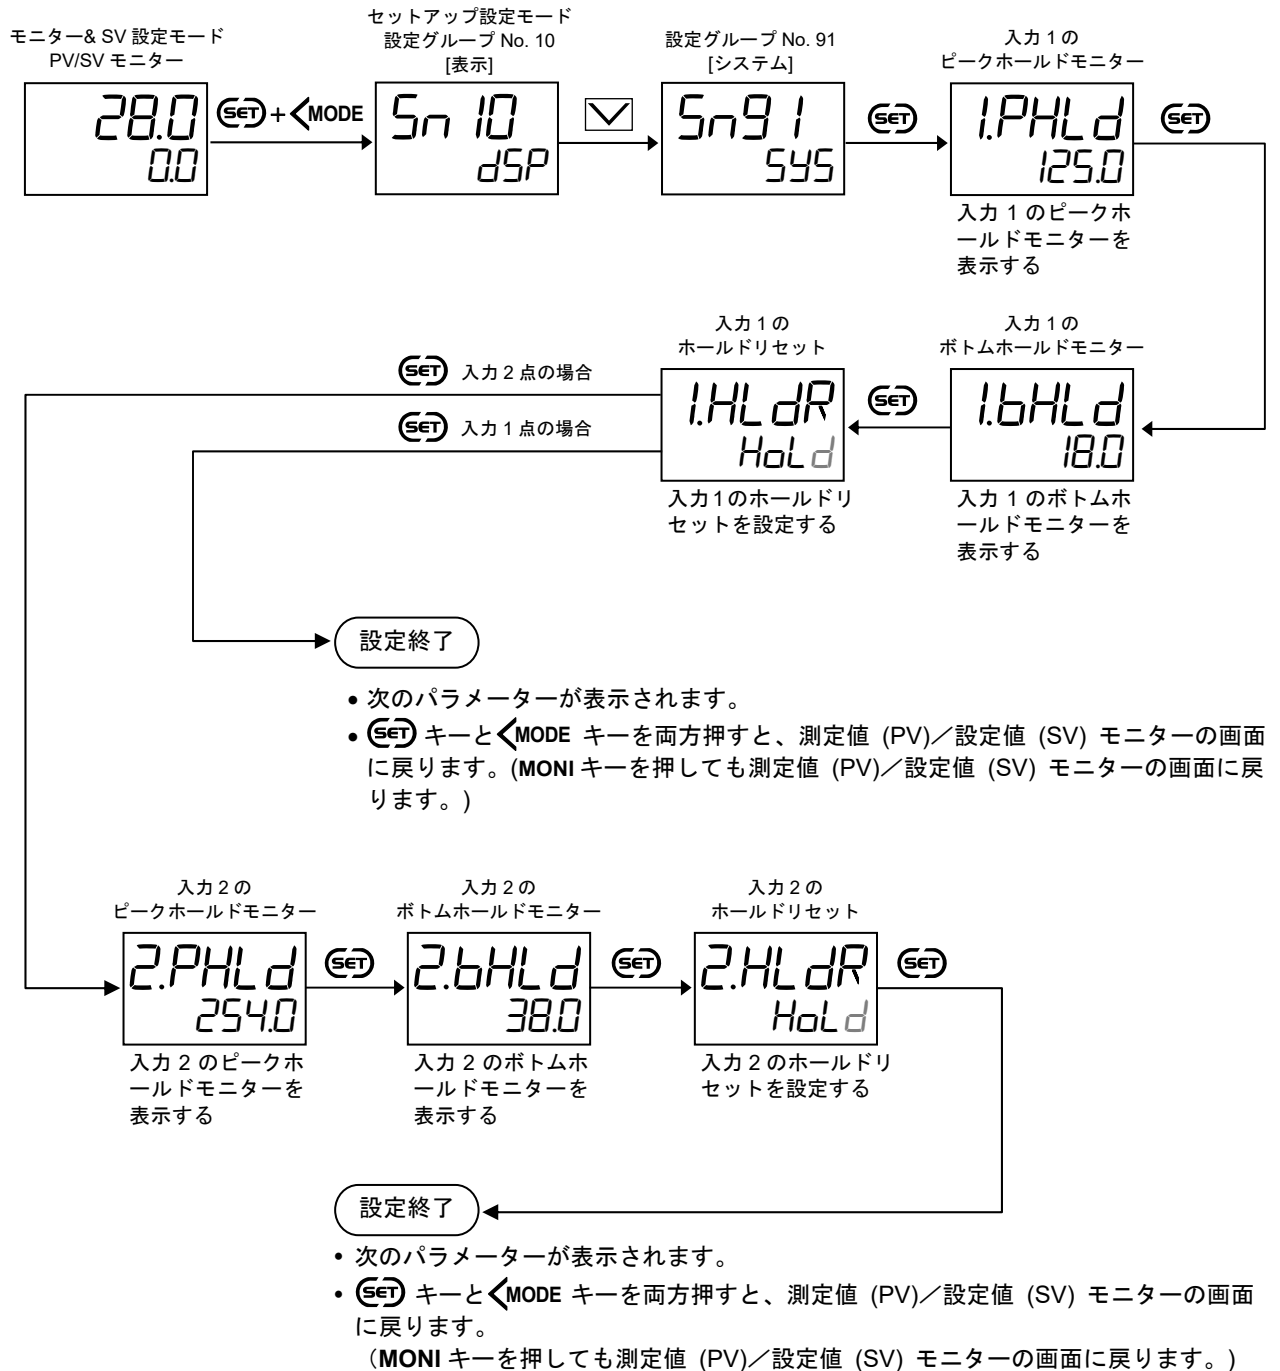 モニター& SV 設定モード
PV/SV モニター
28.0
0.0
SET + <MODE
セットアップ設定モード
設定グループ No. 10
[表示]
Sn 10
dSP
設定グループ No. 91
[システム]
Sn91
SYS
SET
入力 1 の
ピークホールドモニター
1.PHLd
125.0
入力 1 のピークホ
ールドモニターを
表示する
SET
入力 1 の
ホールドリセット
1.HLdR
HoLd
入力1のホールドリ
セットを設定する
SET
入力 1 の
ボトムホールドモニター
1.bHLd
18.0
入力 1 のボトムホ
ールドモニターを
表示する
SET 入力 2 点の場合
SET 入力 1 点の場合
設定終了
• 次のパラメーターが表示されます。
• SET キーと<MODE キーを両方押すと、測定値 (PV)／設定値 (SV) モニターの画面
に戻ります。(MONI キーを押しても測定値 (PV)／設定値 (SV) モニターの画面に戻
ります。)
入力 2 の
ピークホールドモニター
2.PHLd
254.0
入力 2 のピークホ
ールドモニターを
表示する
SET
入力 2 の
ボトムホールドモニター
2.bHLd
38.0
入力 2 のボトムホ
ールドモニターを
表示する
SET
入力 2 の
ホールドリセット
2.HLdR
HoLd
入力 2 のホールドリ
セットを設定する
SET
設定終了
• 次のパラメーターが表示されます。
• SET キーと<MODE キーを両方押すと、測定値 (PV)／設定値 (SV) モニターの画面
に戻ります。
（MONI キーを押しても測定値 (PV)／設定値 (SV) モニターの画面に戻ります。)